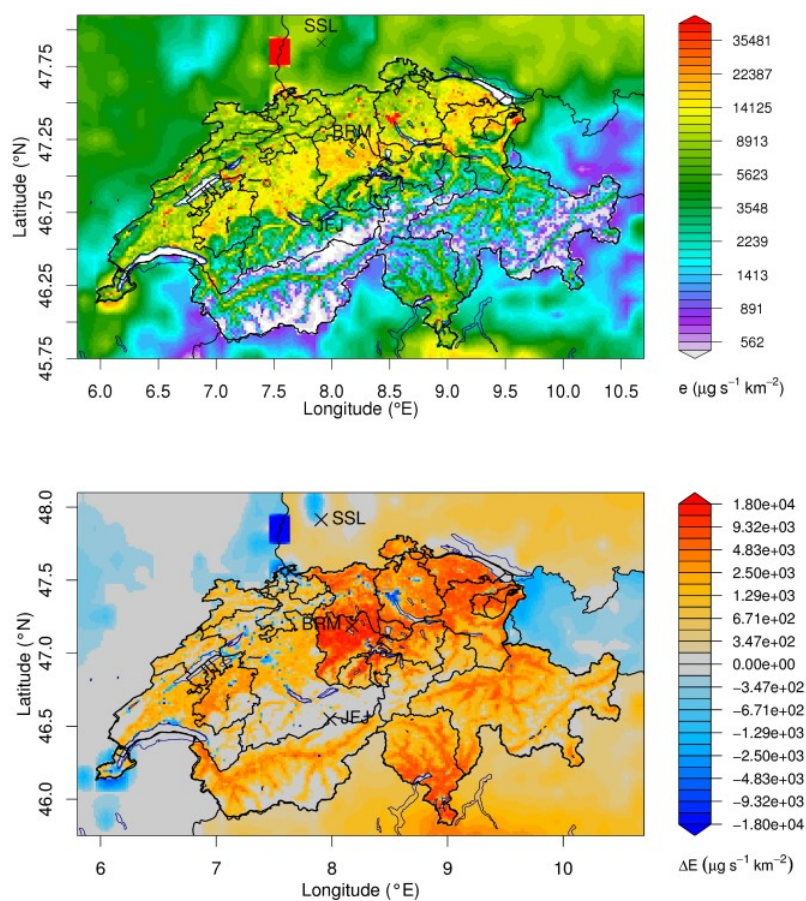 SSL
BRM
JFJ
47.75
47.25
46.75
46.25
45.75
Latitude (°N)
6.0 6.5 7.0 7.5 8.0 8.5 9.0 9.5 10.0 10.5
Longitude (°E)
35481
22387
14125
8913
5623
3548
2239
1413
891
562
e (μg s⁻¹ km⁻²)
SSL
BRM
JFJ
48.0
47.5
47.0
46.5
46.0
Latitude (°N)
6 7 8 9 10
Longitude (°E)
1.80e+04
9.32e+03
4.83e+03
2.50e+03
1.29e+03
6.71e+02
3.47e+02
0.00e+00
−3.47e+02
−6.71e+02
−1.29e+03
−2.50e+03
−4.83e+03
−9.32e+03
−1.80e+04
ΔE (μg s⁻¹ km⁻²)